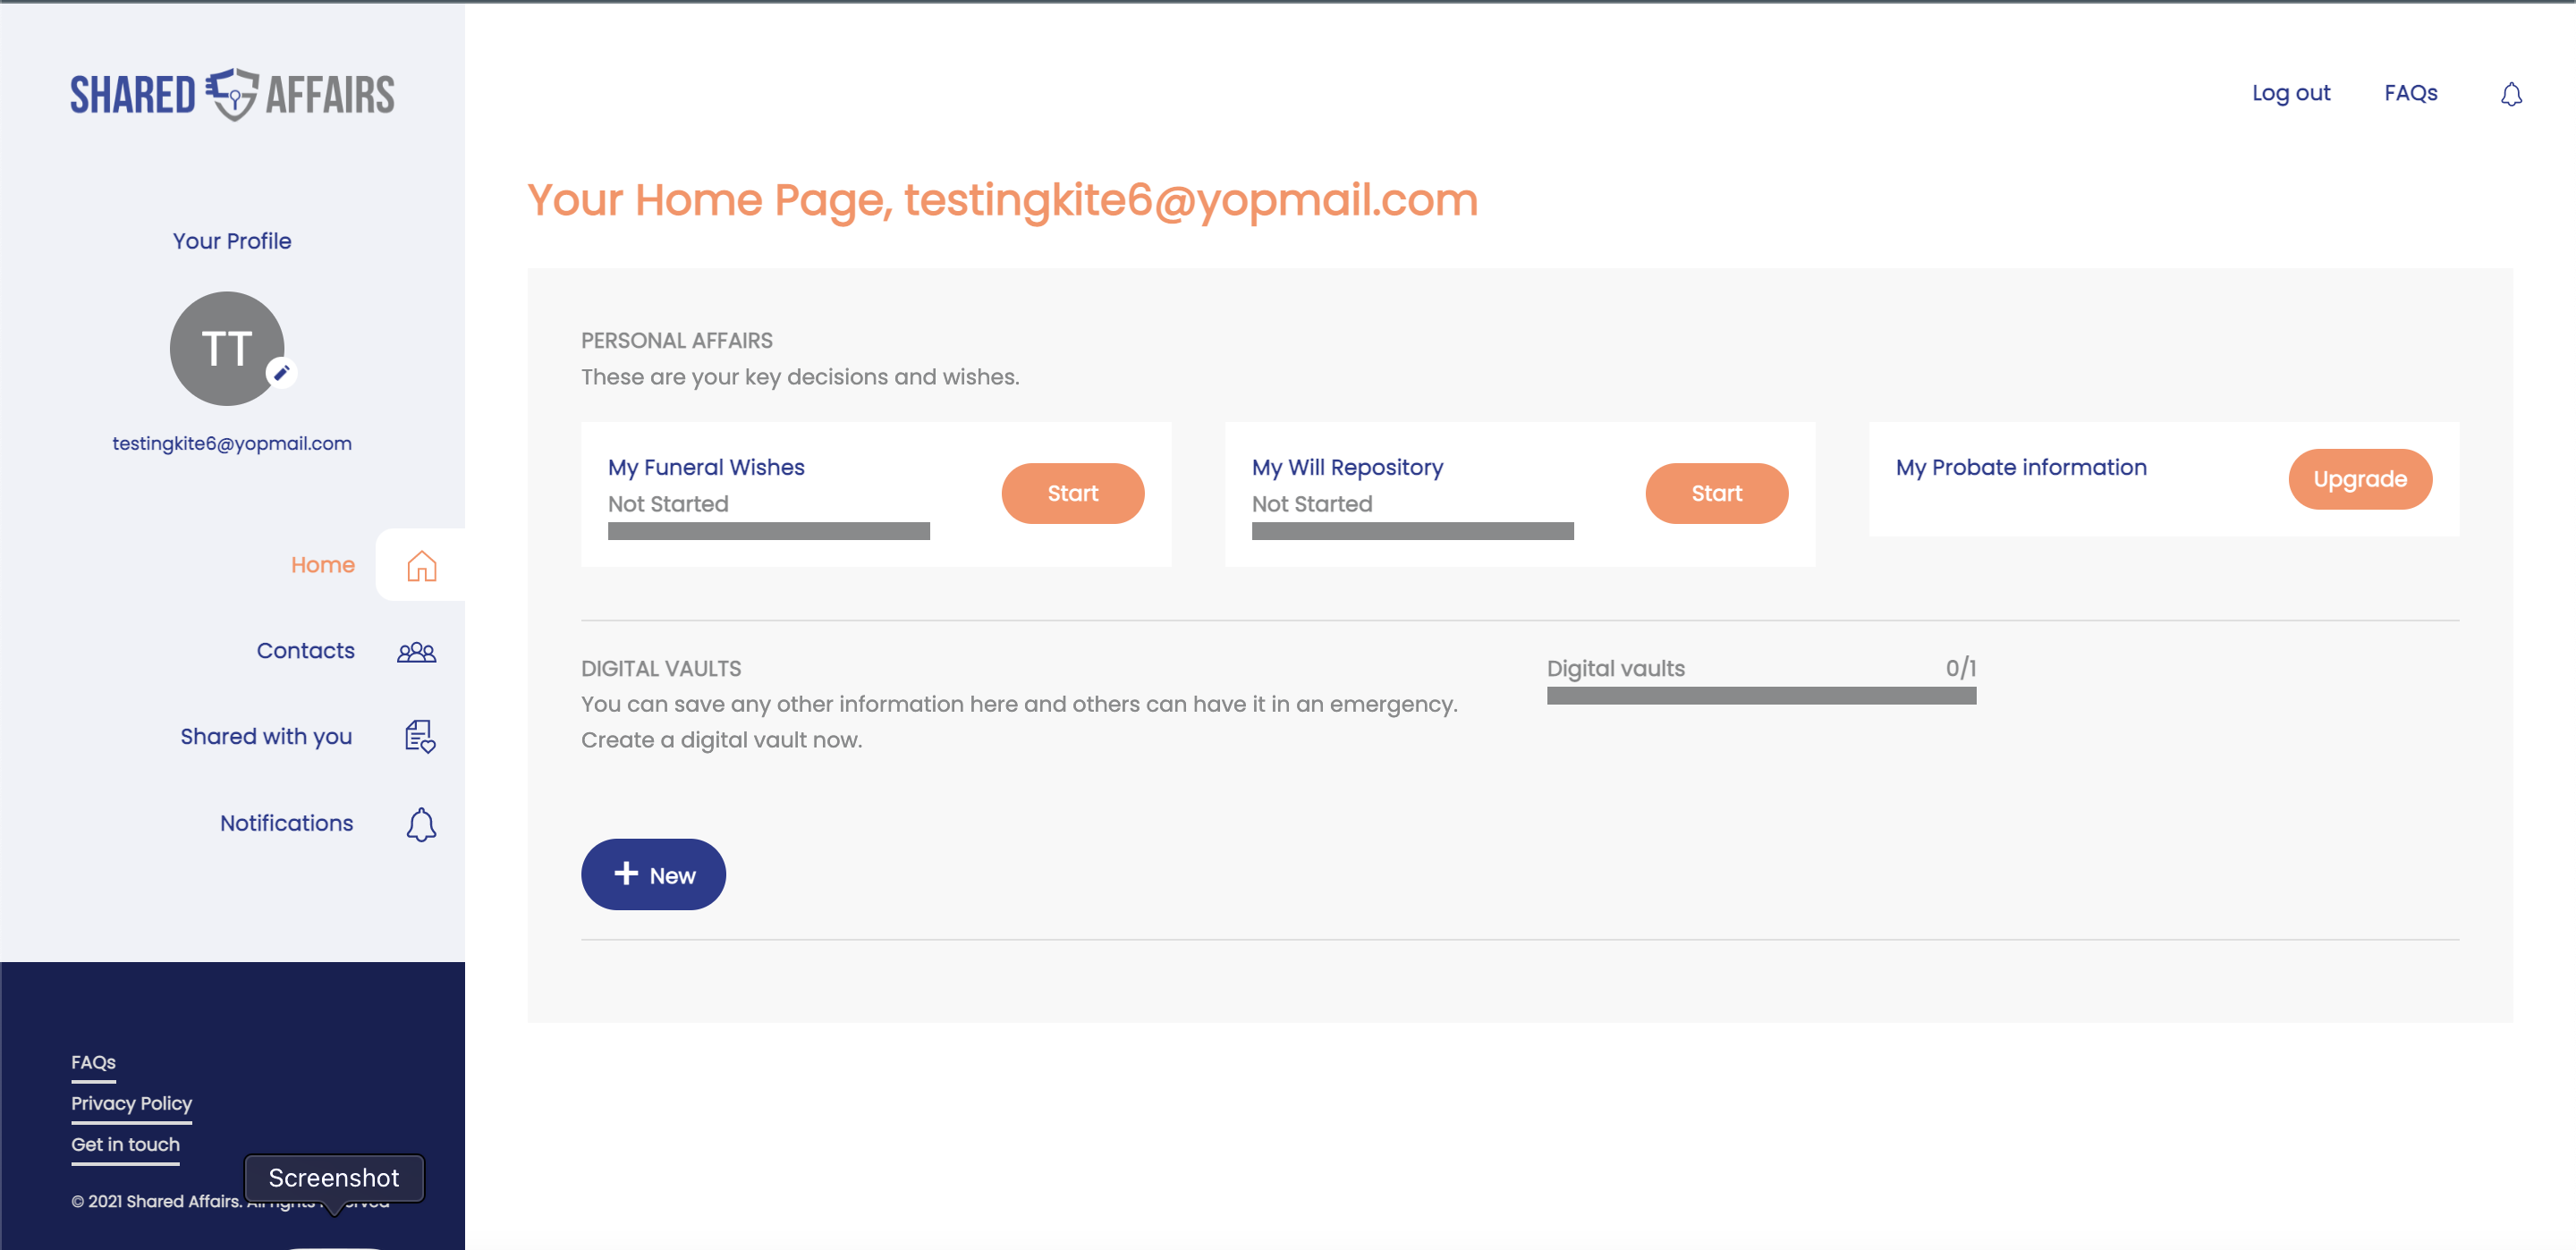 SHARED AFFAIRS
Log out
FAQs
Your Home Page, testingkite6@yopmail.com
Your Profile
TT
testingkite6@yopmail.com
Home
Contacts
Shared with you
Notifications
PERSONAL AFFAIRS
These are your key decisions and wishes.
My Funeral Wishes
Not Started
Start
My Will Repository
Not Started
Start
My Probate information
Upgrade
DIGITAL VAULTS
You can save any other information here and others can have it in an emergency.
Create a digital vault now.
Digital vaults 0/1
New
FAQs
Privacy Policy
Get in touch
Screenshot
© 2021 Shared Affairs. All rights